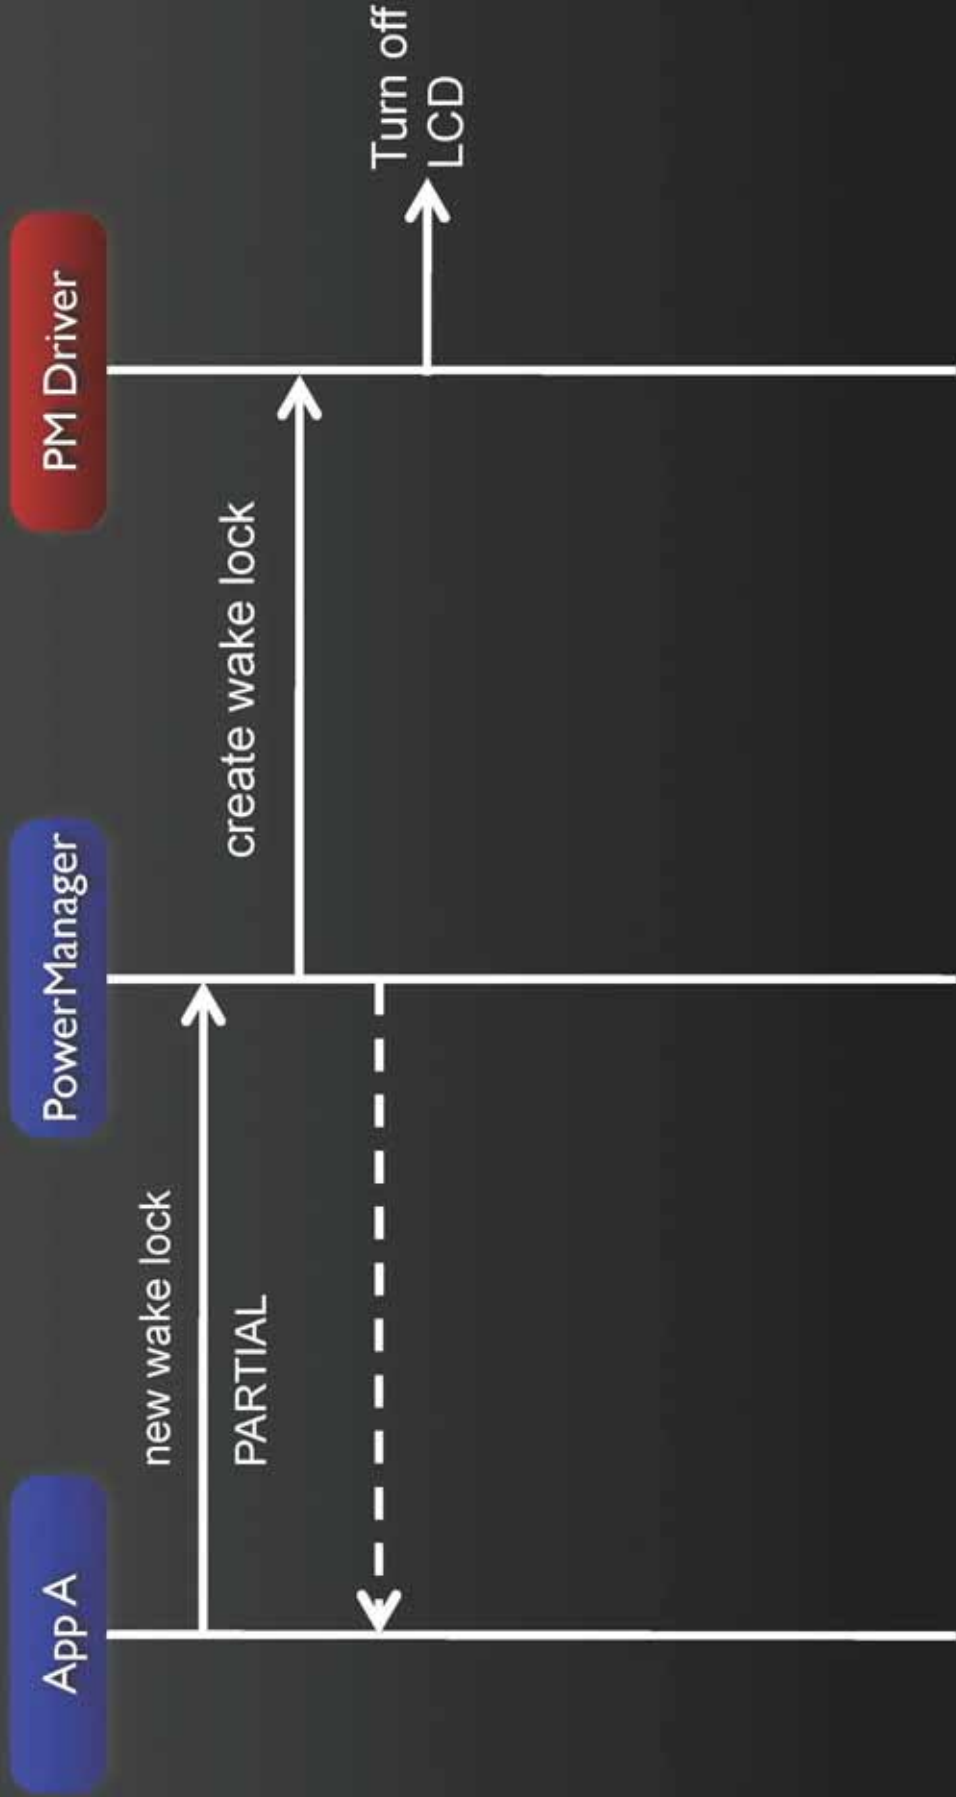 App A
PowerManager
PM Driver
new wake lock
PARTIAL
create wake lock
Turn off
LCD